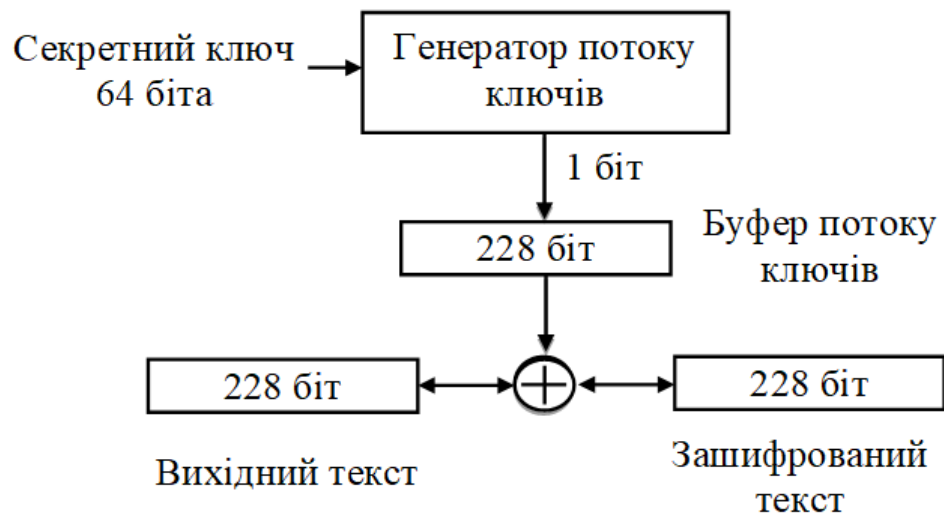 Секретний ключ
64 біта
Генератор потоку
ключів
1 біт
228 біт
Буфер потоку
ключів
228 біт
228 біт
Вихідний текст
Зашифрований
текст